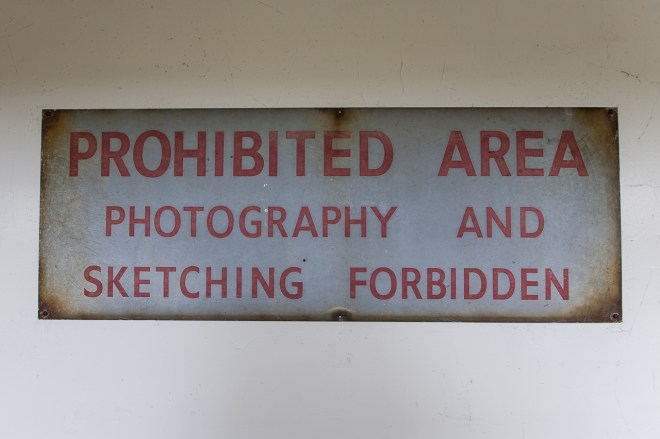 PROHIBITED AREA
PHOTOGRAPHY AND
SKETCHING FORBIDDEN